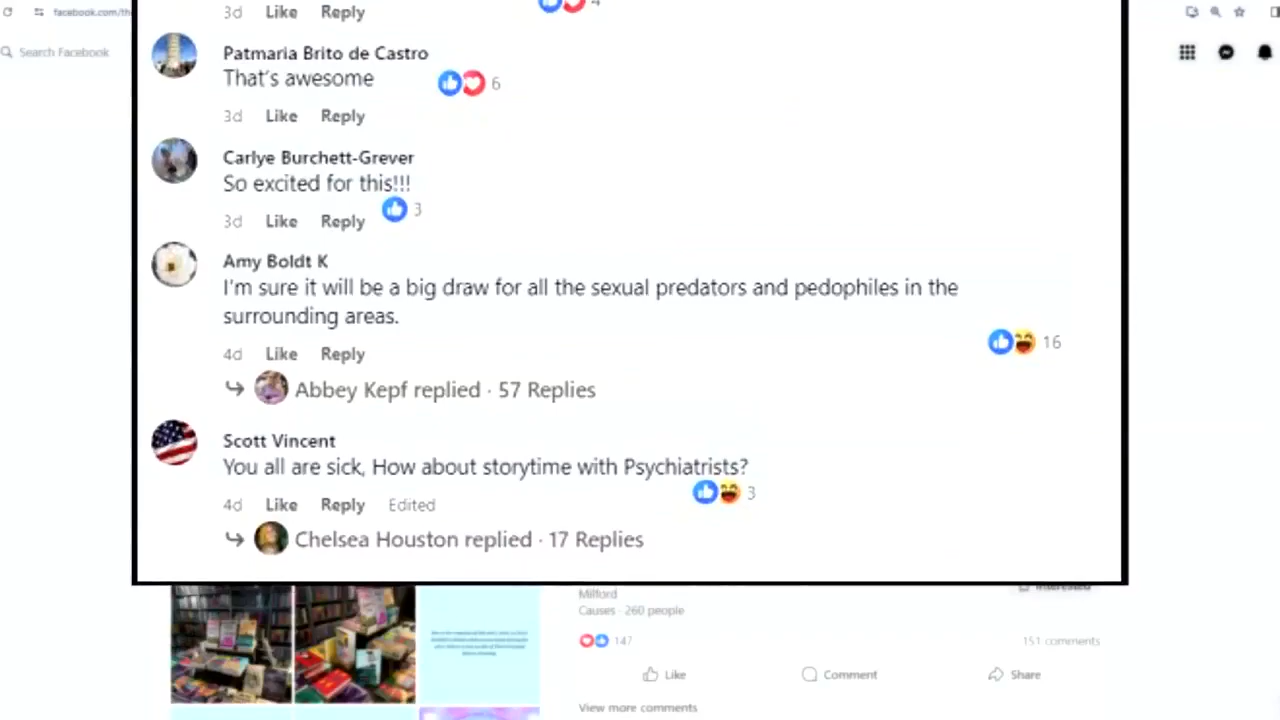 facebook.com/th
Search Facebook
3d Like Reply 4
Patmaria Brito de Castro
That's awesome
6
3d Like Reply
Carlye Burchett-Grever
So excited for this!!!
3
3d Like Reply
Amy Boldt K
I'm sure it will be a big draw for all the sexual predators and pedophiles in the
surrounding areas.
16
4d Like Reply
Abbey Kepf replied · 57 Replies
Scott Vincent
You all are sick, How about storytime with Psychiatrists?
3
4d Like Reply Edited
Chelsea Houston replied · 17 Replies
Interested
Milford
Causes · 260 people
147 151 comments
Like Comment Share
View more comments